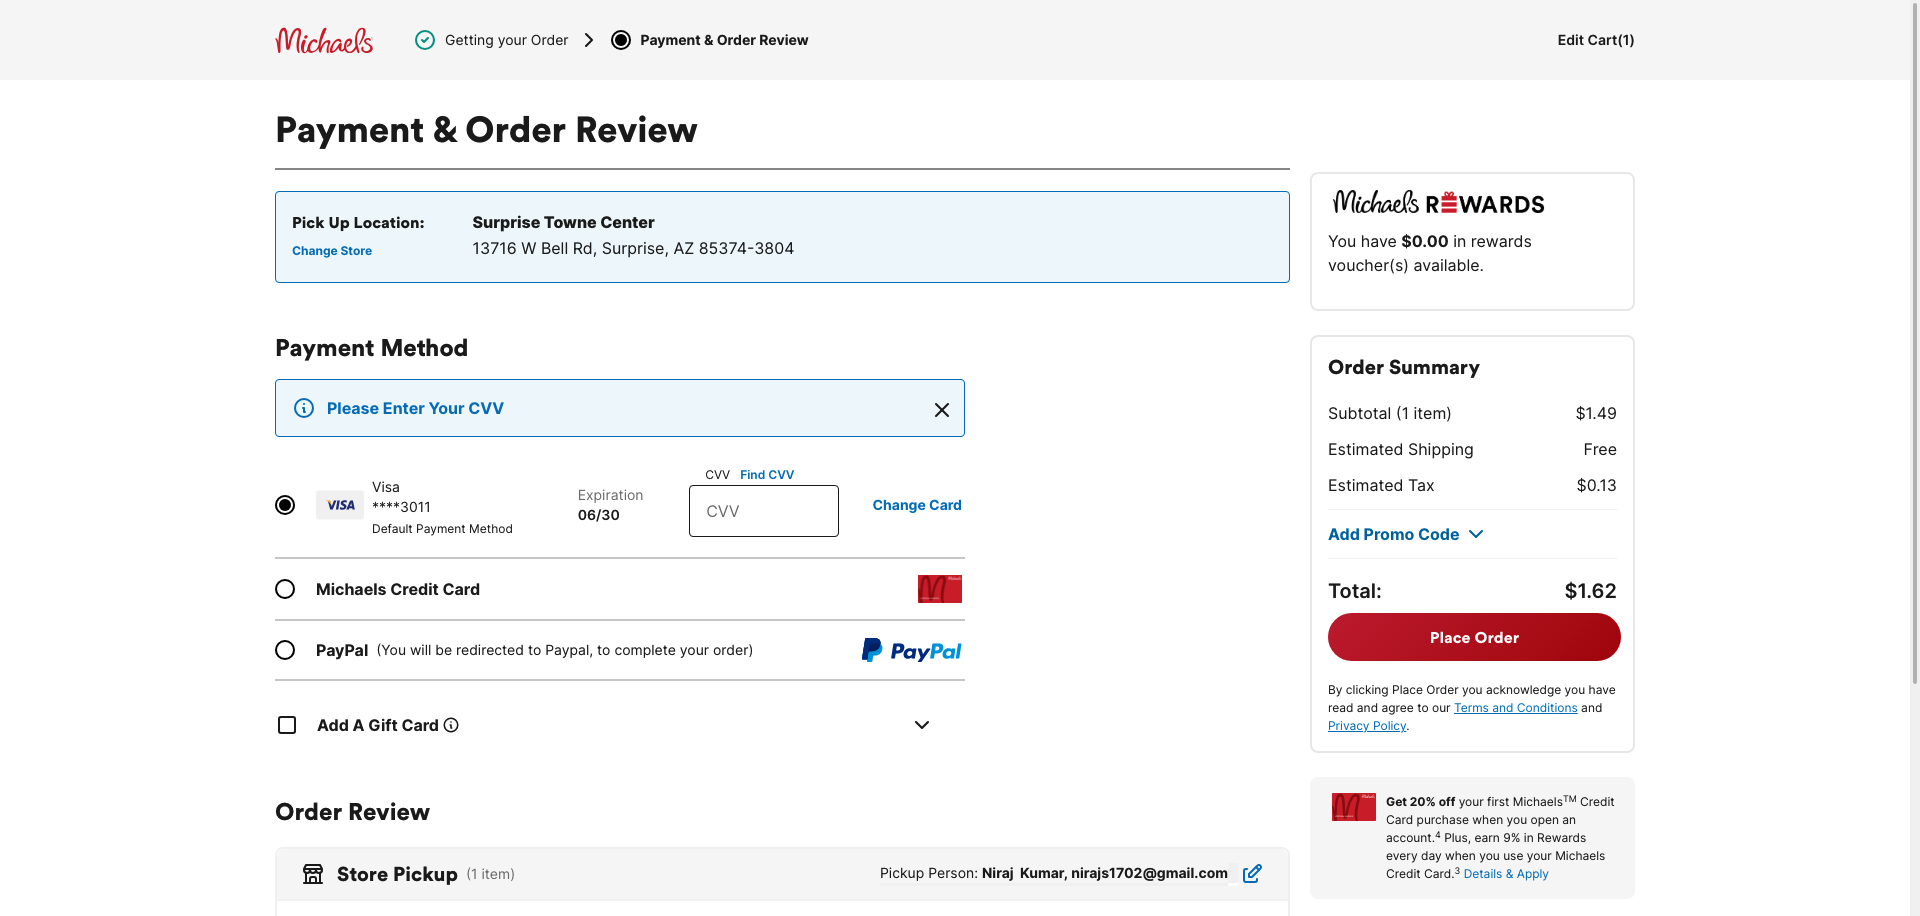 Michaels
Getting your Order
Payment & Order Review
Edit Cart(1)
Payment & Order Review
Pick Up Location:
Change Store
Surprise Towne Center
13716 W Bell Rd, Surprise, AZ 85374-3804
Michaels REWARDS
You have $0.00 in rewards
voucher(s) available.
Payment Method
Please Enter Your CVV
Visa
VISA
****3011
Default Payment Method
Expiration
06/30
CVV Find CVV
CVV
Change Card
Michaels Credit Card
PayPal (You will be redirected to Paypal, to complete your order)
PayPal
Add A Gift Card
Order Summary
Subtotal (1 item) $1.49
Estimated Shipping Free
Estimated Tax $0.13
Add Promo Code
Total: $1.62
Place Order
By clicking Place Order you acknowledge you have
read and agree to our Terms and Conditions and
Privacy Policy.
Get 20% off your first Michaels™ Credit
Card purchase when you open an
account.⁴ Plus, earn 9% in Rewards
every day when you use your Michaels
Credit Card.³ Details & Apply
Order Review
Store Pickup (1 item)
Pickup Person: Niraj Kumar, nirajs1702@gmail.com